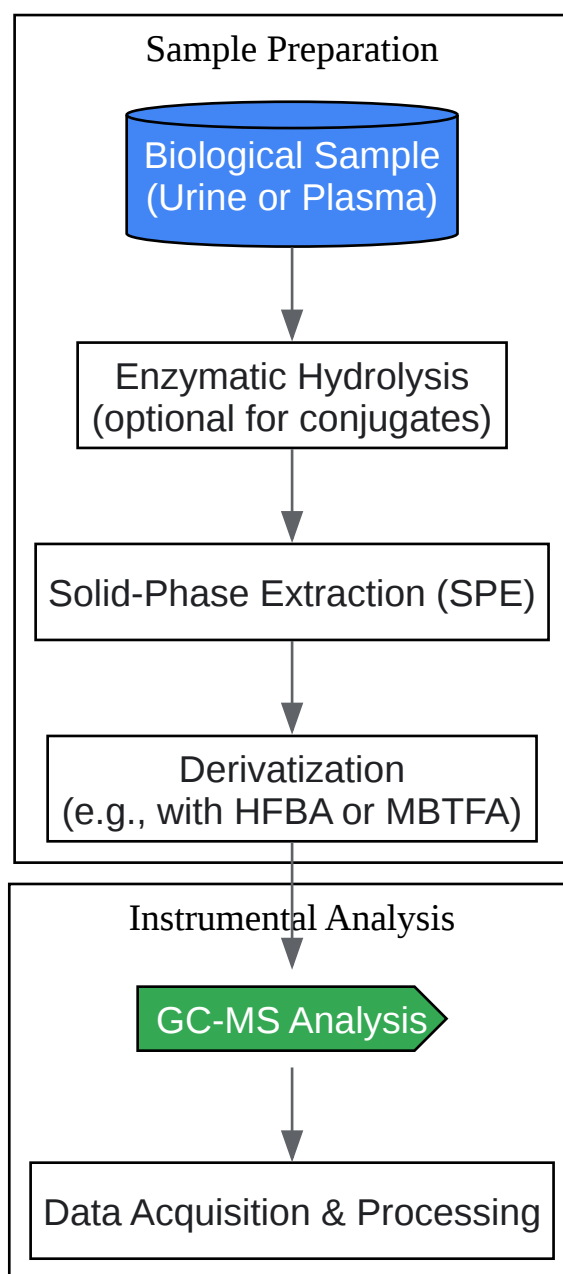 Sample Preparation
Biological Sample
(Urine or Plasma)
Enzymatic Hydrolysis
(optional for conjugates)
Solid-Phase Extraction (SPE)
Derivatization
(e.g., with HFBA or MBTFA)
Instrumental Analysis
GC-MS Analysis
Data Acquisition & Processing